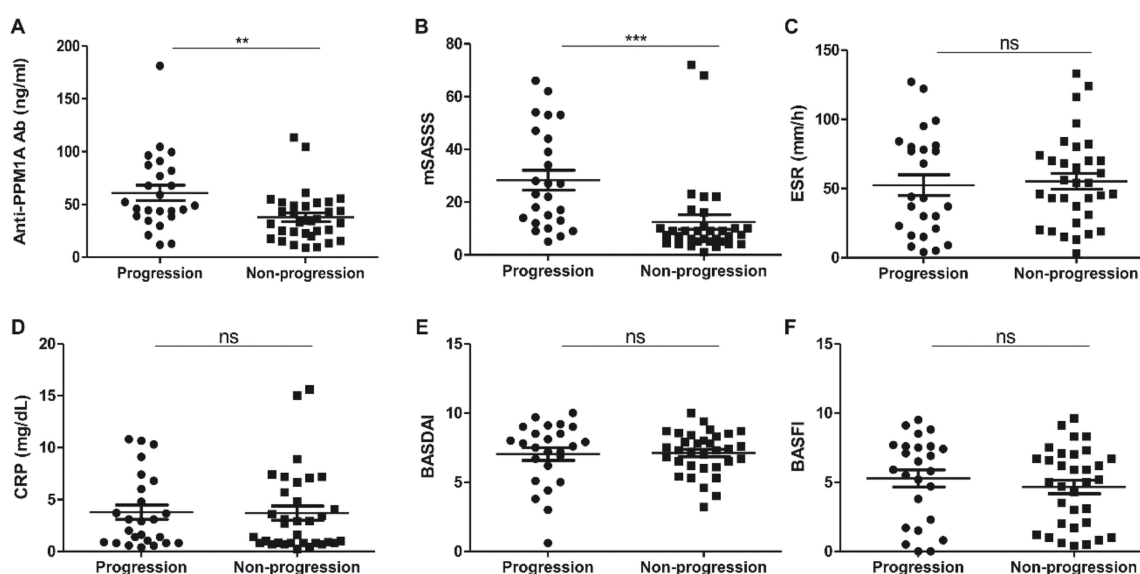 A
**
Anti-PPM1A Ab (ng/ml)
200
150
100
50
0
Progression
Non-progression
B
***
mSASSS
80
60
40
20
0
Progression
Non-progression
C
ns
ESR (mm/h)
150
100
50
0
Progression
Non-progression
D
ns
CRP (mg/dL)
20
15
10
5
0
Progression
Non-progression
E
ns
BASDAI
15
10
5
0
Progression
Non-progression
F
ns
BASFI
15
10
5
0
Progression
Non-progression